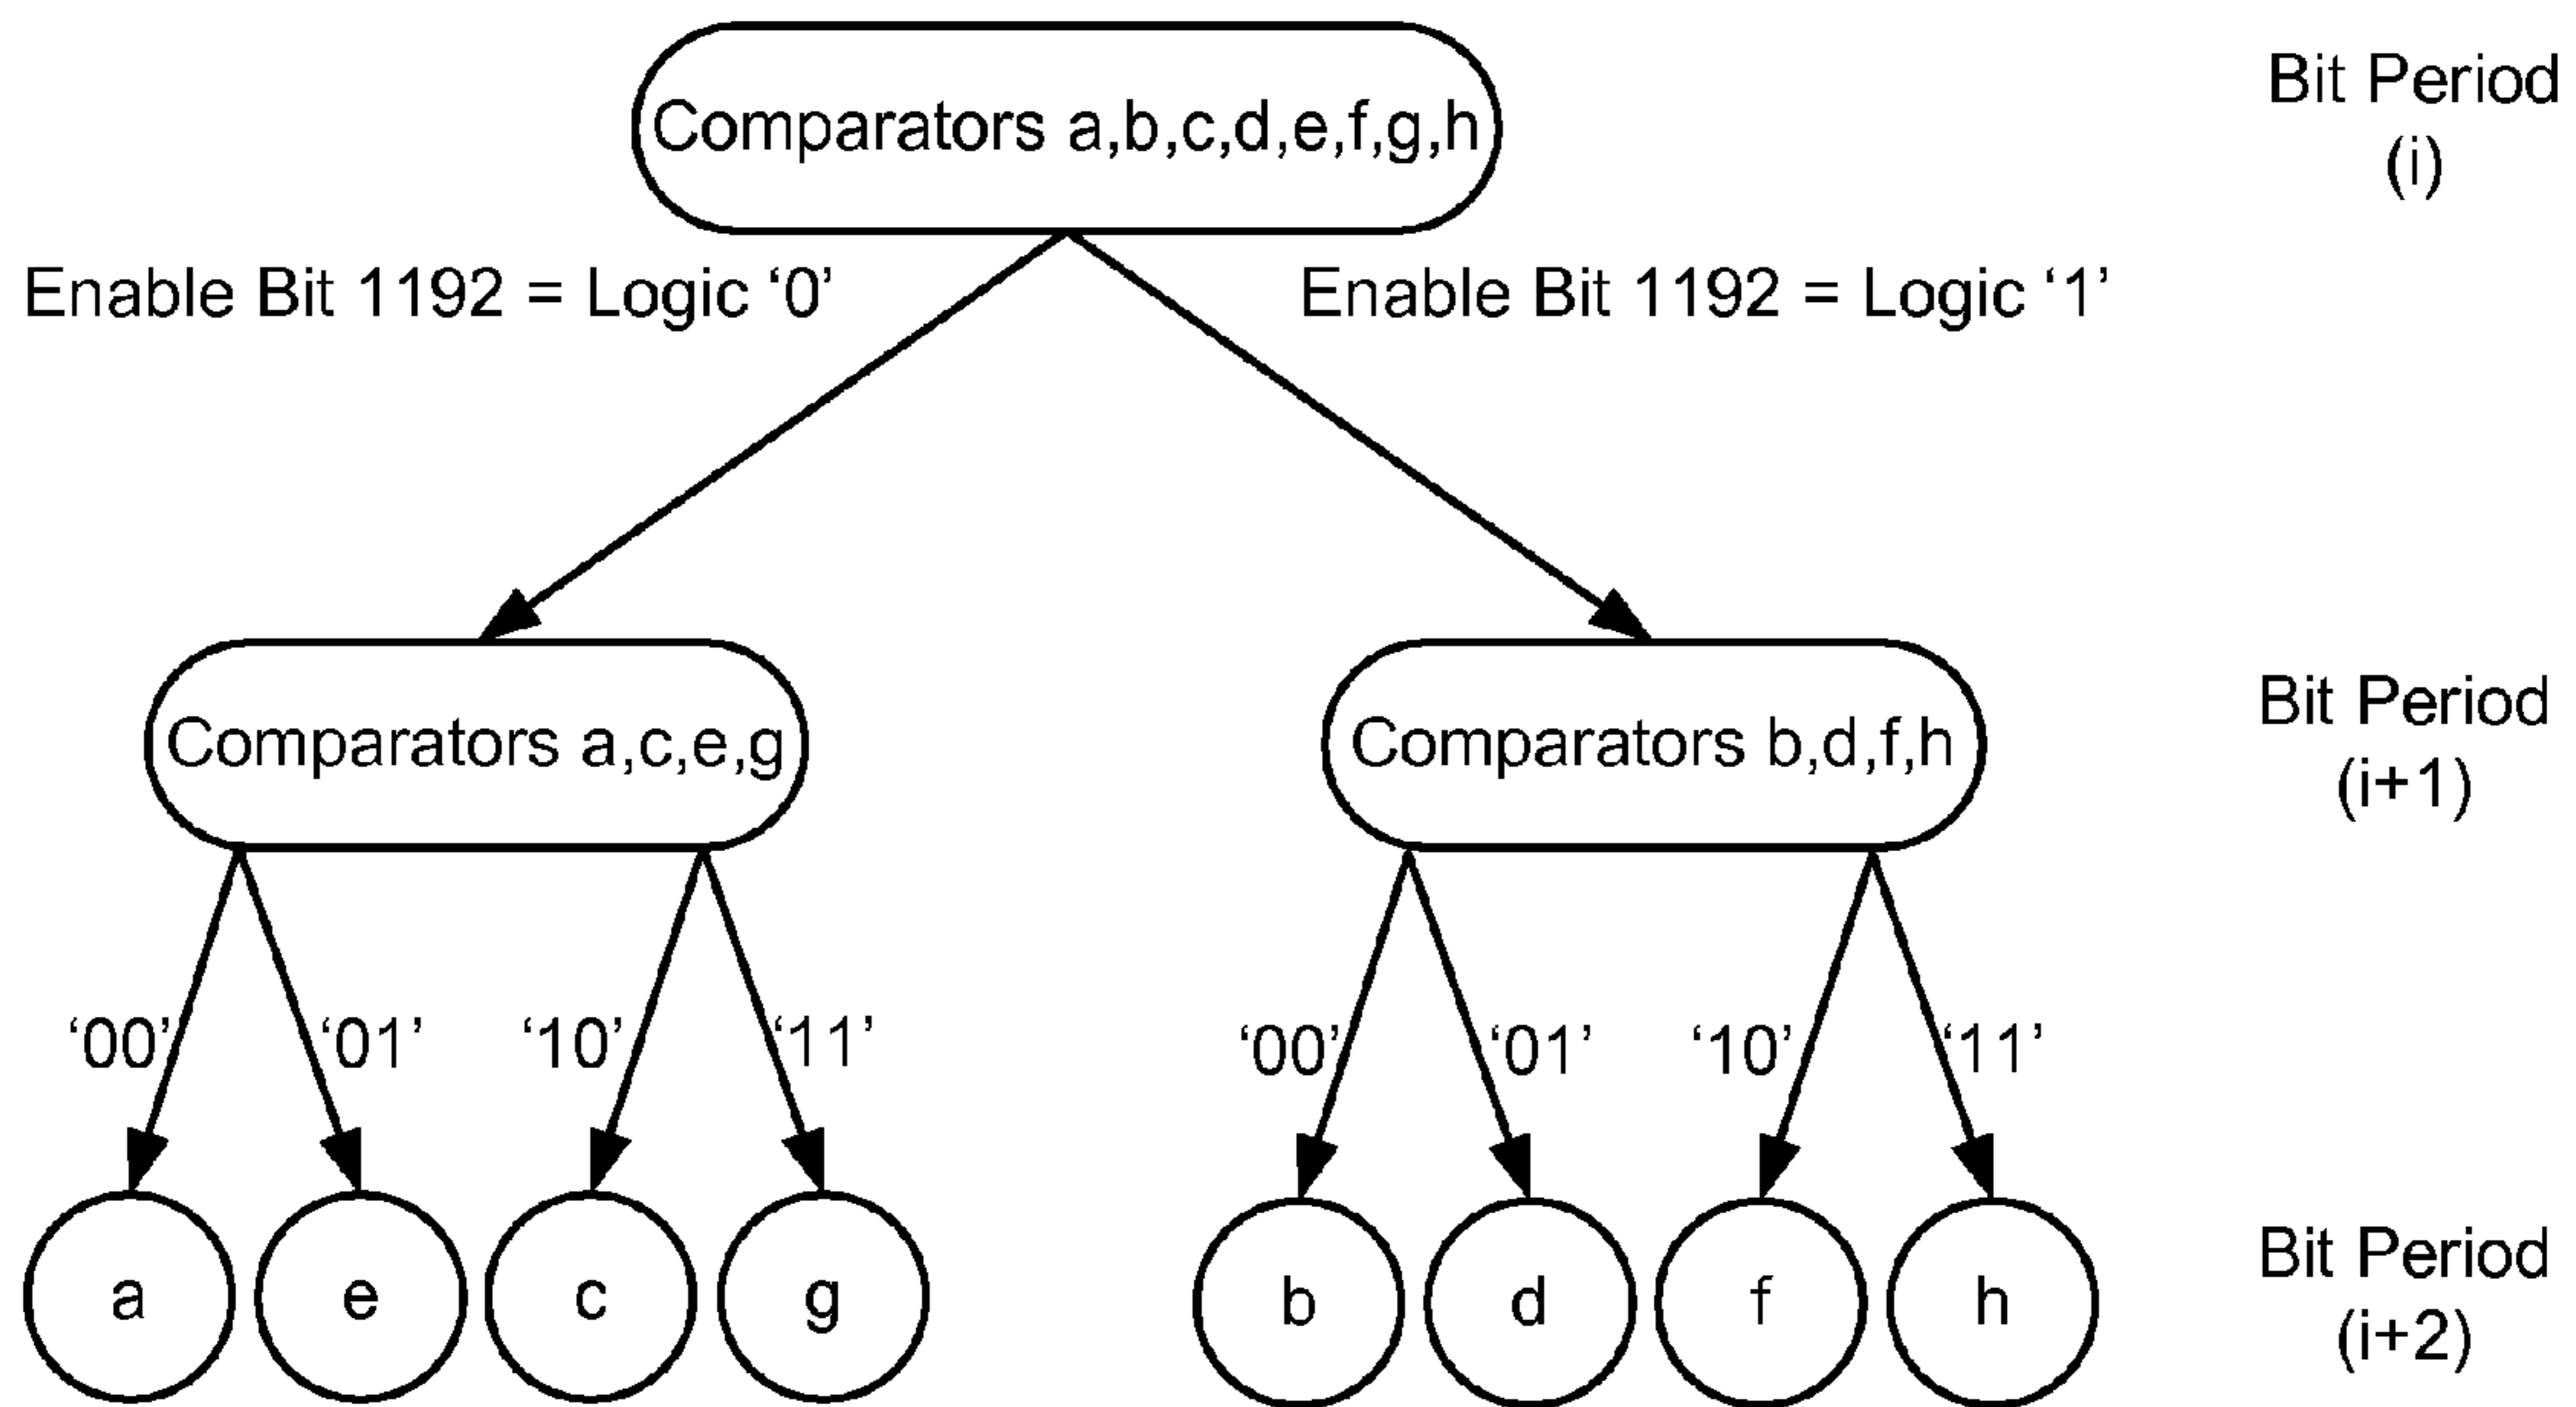 Comparators a,b,c,d,e,f,g,h
Bit Period
(i)
Enable Bit 1192 = Logic ‘0’
Enable Bit 1192 = Logic ‘1’
Comparators a,c,e,g
Comparators b,d,f,h
Bit Period
(i+1)
‘00’
‘01’
‘10’
‘11’
‘00’
‘01’
‘10’
‘11’
a
e
c
g
b
d
f
h
Bit Period
(i+2)